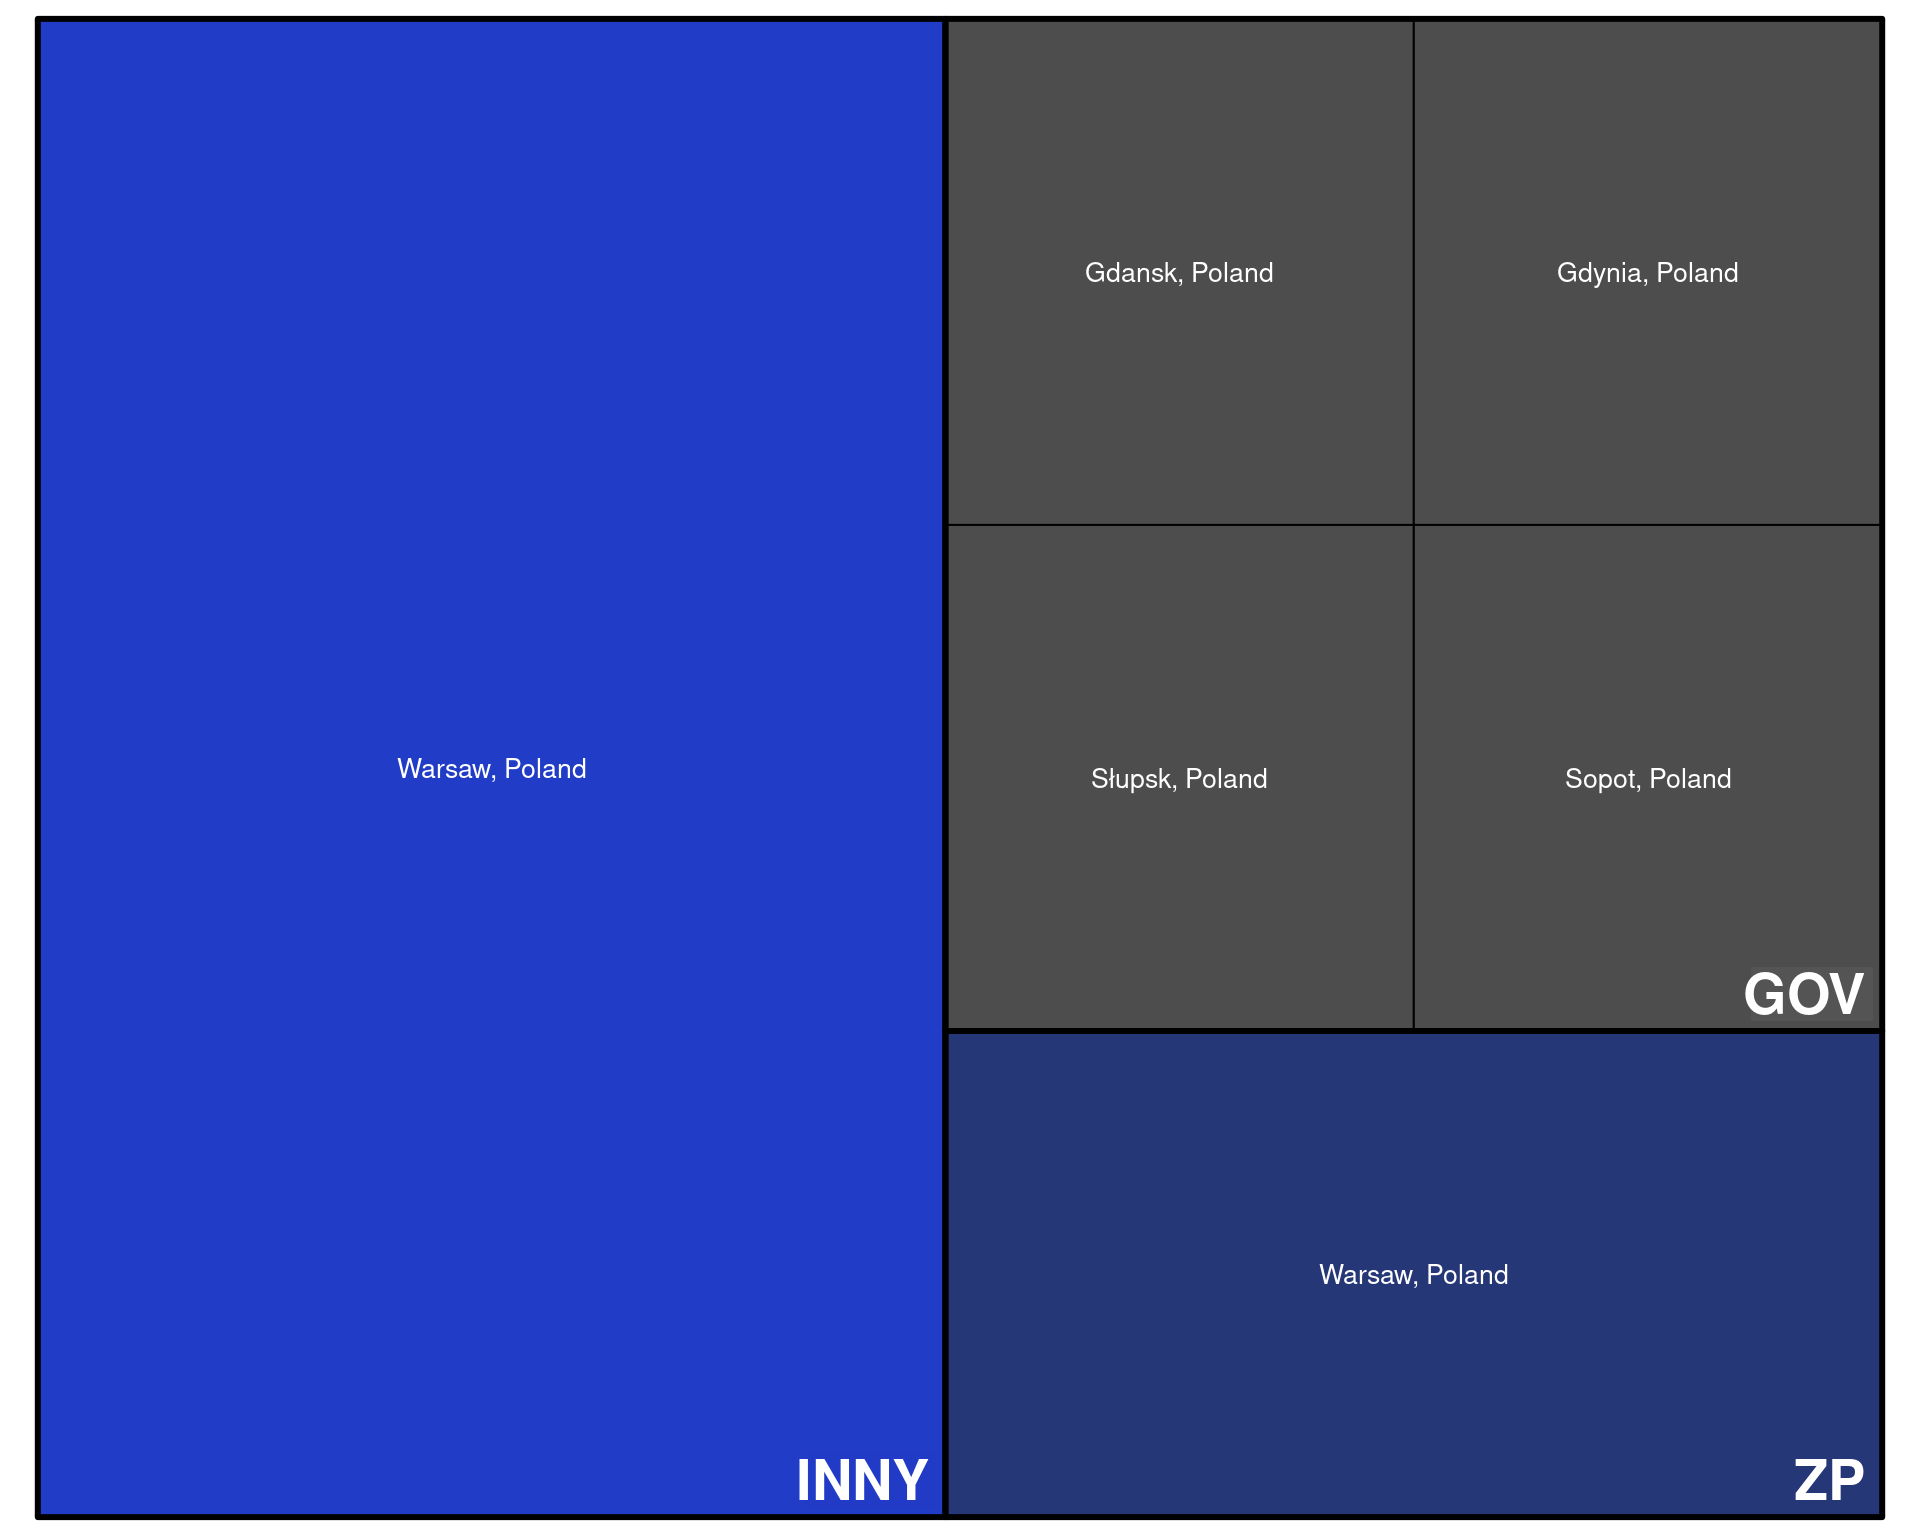 Warsaw, Poland
INNY
Gdansk, Poland
Gdynia, Poland
Słupsk, Poland
Sopot, Poland
GOV
Warsaw, Poland
ZP